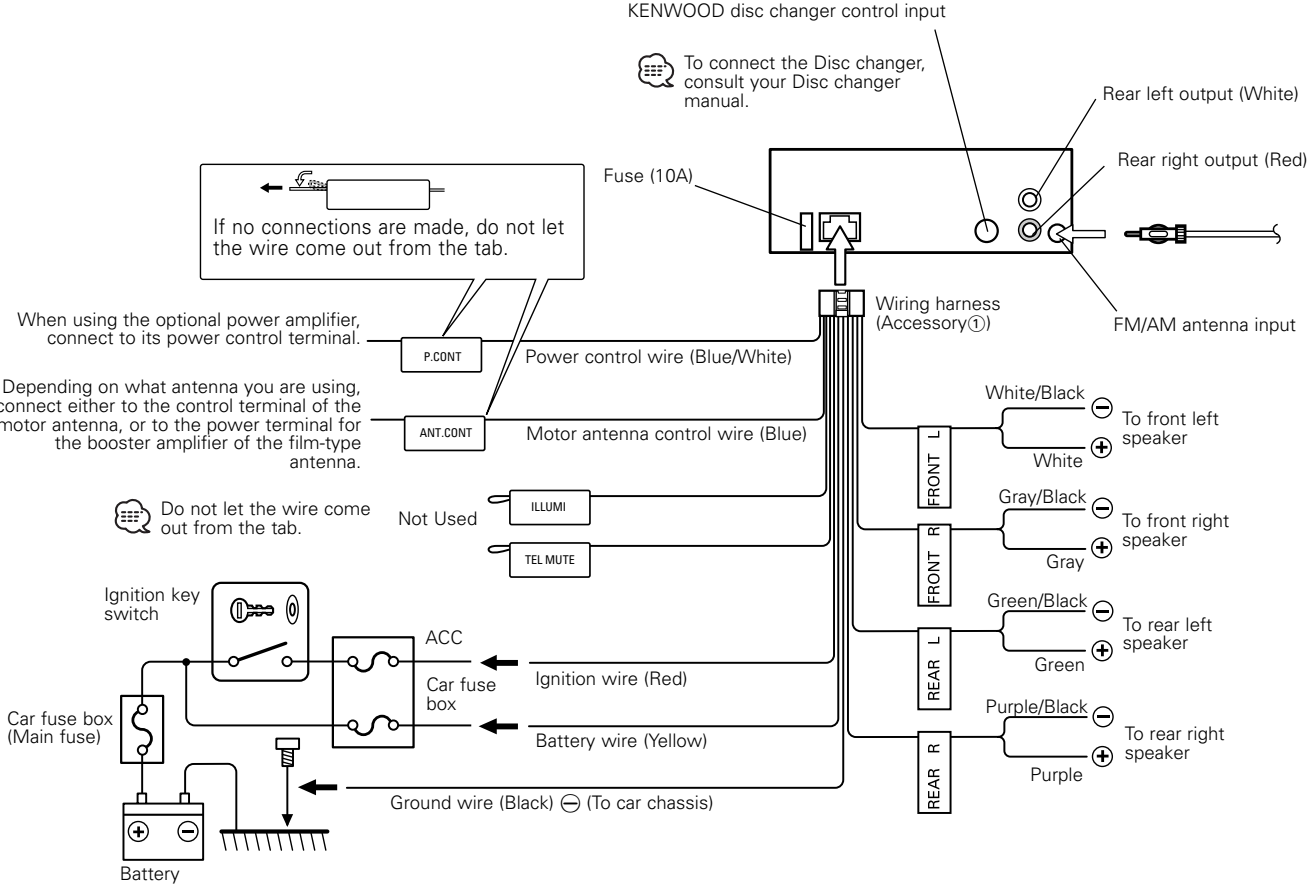 KENWOOD disc changer control input
To connect the Disc changer,
consult your Disc changer
manual.
Rear left output (White)
Rear right output (Red)
Fuse (10A)
If no connections are made, do not let
the wire come out from the tab.
Wiring harness
(Accessory①)
FM/AM antenna input
When using the optional power amplifier,
connect to its power control terminal.
P.CONT
Power control wire (Blue/White)
Depending on what antenna you are using,
connect either to the control terminal of the
motor antenna, or to the power terminal for
the booster amplifier of the film-type
antenna.
ANT.CONT
Motor antenna control wire (Blue)
Do not let the wire come
out from the tab.
Not Used
ILLUMI
TEL MUTE
FRONT L
White/Black
⊖
White
⊕
To front left
speaker
FRONT R
Gray/Black
⊖
Gray
⊕
To front right
speaker
REAR L
Green/Black
⊖
Green
⊕
To rear left
speaker
REAR R
Purple/Black
⊖
Purple
⊕
To rear right
speaker
Ignition key
switch
ACC
Ignition wire (Red)
Car fuse
box
Car fuse box
(Main fuse)
Battery wire (Yellow)
Ground wire (Black) ⊖ (To car chassis)
⊕ ⊖
Battery